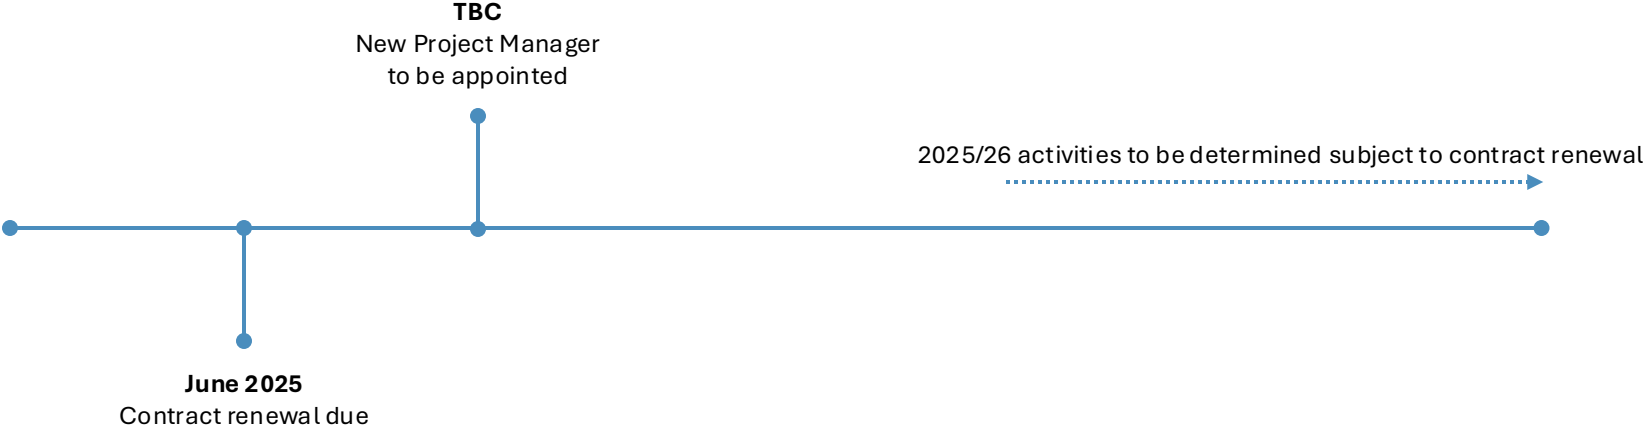 TBC
New Project Manager
to be appointed
2025/26 activities to be determined subject to contract renewal
June 2025
Contract renewal due